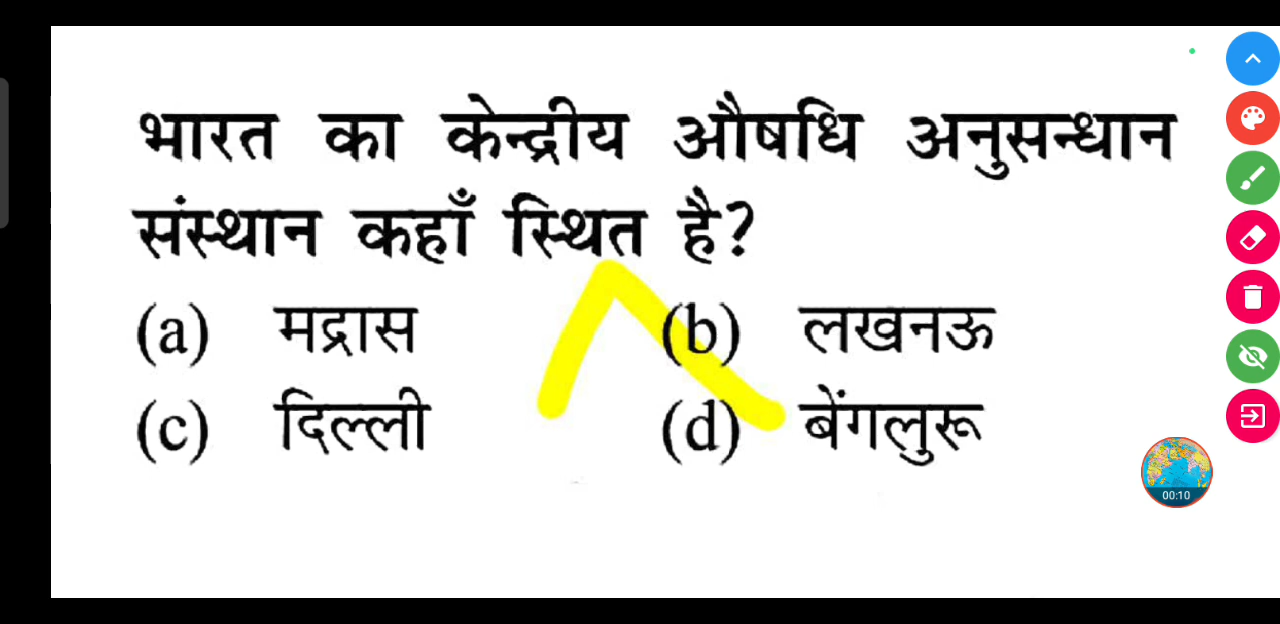 भारत का केन्द्रीय औषधि अनुसन्धान
संस्थान कहाँ स्थित है?
(a) मद्रास (b) लखनऊ
(c) दिल्ली (d) बेंगलुरू
00:10